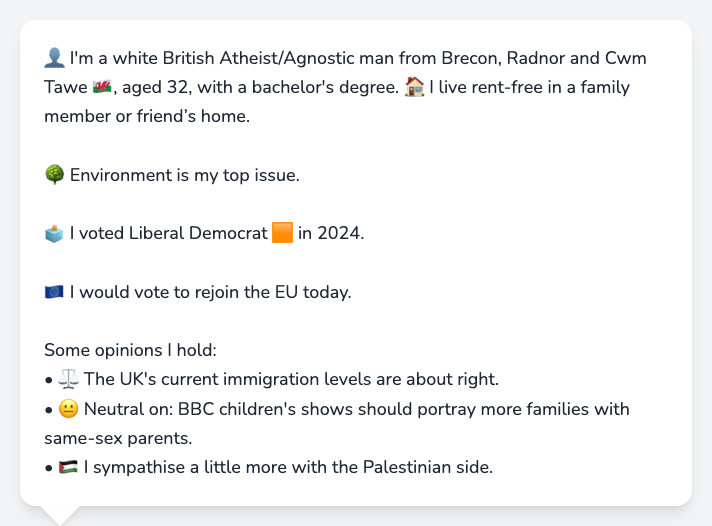 👤 I'm a white British Atheist/Agnostic man from Brecon, Radnor and Cwm
Tawe 🏴󠁧󠁢󠁷󠁬󠁳󠁿, aged 32, with a bachelor's degree. 🏠 I live rent-free in a family
member or friend’s home.
🌳 Environment is my top issue.
🗳️ I voted Liberal Democrat 🟧 in 2024.
🇪🇺 I would vote to rejoin the EU today.
Some opinions I hold:
• ⚖️ The UK's current immigration levels are about right.
• 😐 Neutral on: BBC children's shows should portray more families with
same-sex parents.
• 🇵🇸 I sympathise a little more with the Palestinian side.